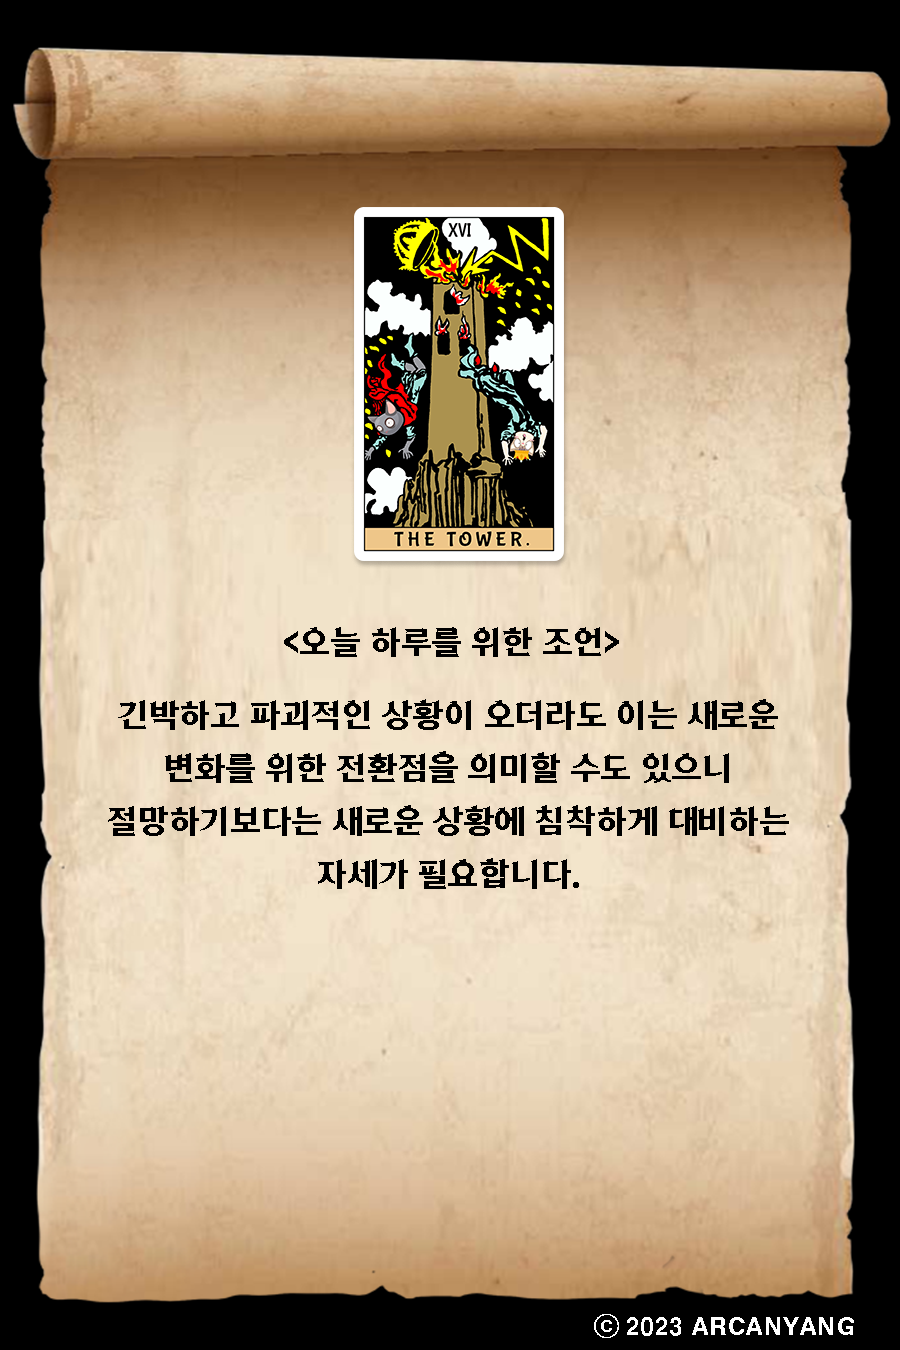 XVI
THE TOWER.
<오늘 하루를 위한 조언>
긴박하고 파괴적인 상황이 오더라도 이는 새로운
변화를 위한 전환점을 의미할 수도 있으니
절망하기보다는 새로운 상황에 침착하게 대비하는
자세가 필요합니다.
ⓒ 2023 ARCANYANG